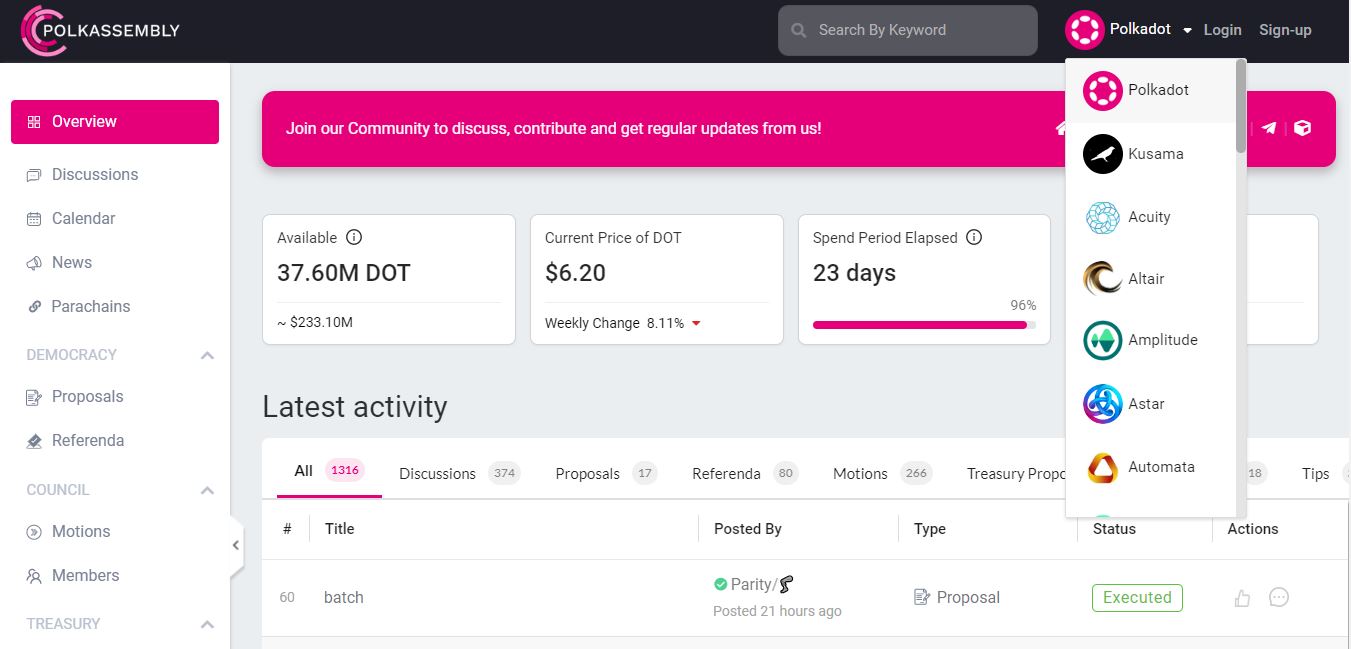 POLKASSEMBLY
Search By Keyword
Polkadot
Login
Sign-up
Overview
Discussions
Calendar
News
Parachains
DEMOCRACY
Proposals
Referenda
COUNCIL
Motions
Members
TREASURY
Join our Community to discuss, contribute and get regular updates from us!
Polkadot
Kusama
Acuity
Altair
Amplitude
Astar
Automata
Available
37.60M DOT
~ $233.10M
Current Price of DOT
$6.20
Weekly Change 8.11%
Spend Period Elapsed
23 days
96%
Latest activity
All 1316
Discussions 374
Proposals 17
Referenda 80
Motions 266
Treasury Propo
18
Tips
# Title Posted By Type Status Actions
60 batch Parity/ Proposal Executed
Posted 21 hours ago